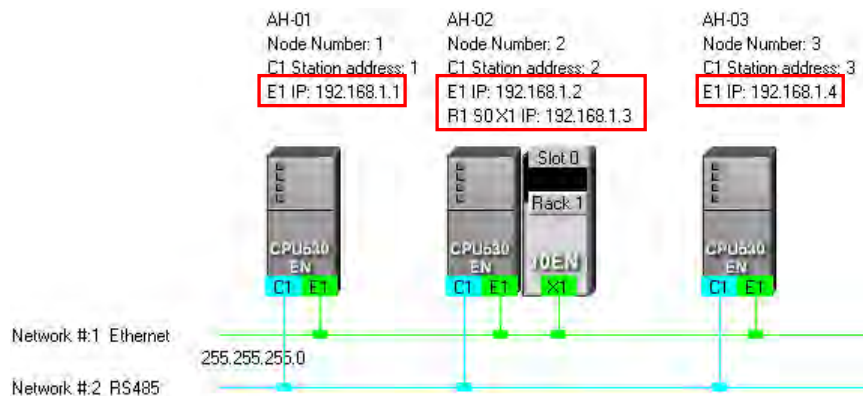 AH-01
Node Number: 1
C1 Station address: 1
E1 IP: 192.168.1.1
AH-02
Node Number: 2
C1 Station address: 2
E1 IP: 192.168.1.2
R1 S0 X1 IP: 192.168.1.3
AH-03
Node Number: 3
C1 Station address: 3
E1 IP: 192.168.1.4
CPU530
EN
C1 E1
CPU530
EN
C1 E1
Slot 0
Rack 1
10EN
X1
CPU530
EN
C1 E1
Network #:1 Ethernet
255.255.255.0
Network #:2 RS485